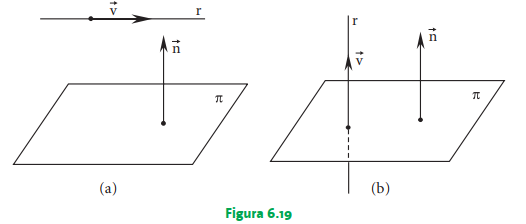 v⃗ r
n⃗
π
(a)
r
v⃗
n⃗
π
(b)
Figura 6.19